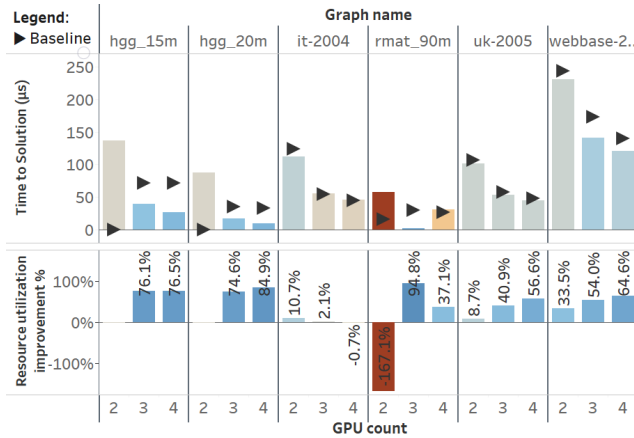 Legend:
Graph name
▶ Baseline
hgg_15m hgg_20m it-2004 rmat_90m uk-2005 webbase-2..
Time to Solution (µs)
250
200
150
100
50
0
Resource utilization
improvement %
100%
0%
-100%
76.1% 76.5% 74.6% 84.9% 10.7% 2.1% -0.7% -167.1% 94.8% 37.1% 8.7% 40.9% 56.6% 33.5% 54.0% 64.6%
2 3 4 2 3 4 2 3 4 2 3 4 2 3 4 2 3 4
GPU count